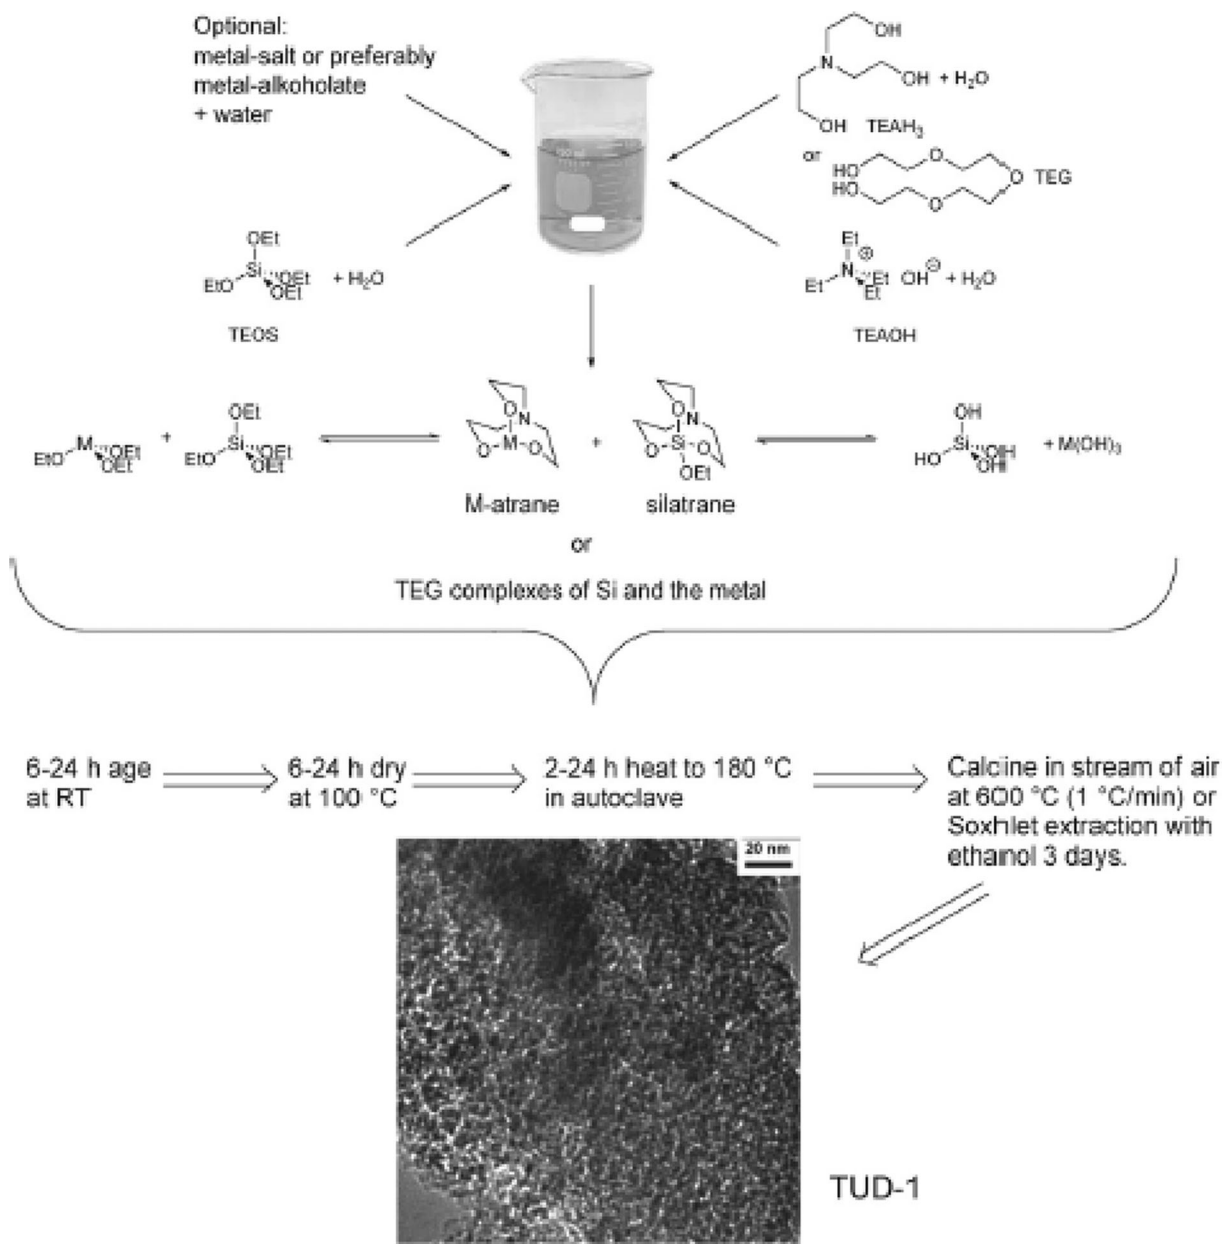 Optional:
metal-salt or preferably
metal-alkoholate
+ water
OH
N
OH + H₂O
OH
TEAH₃
or
HO
HO
O
O
O
TEG
OEt
Si
EtO
OEt
OEt
+ H₂O
TEOS
Et
N
⊕
Et
Et
Et
OH⊖ + H₂O
TEAOH
M
EtO
OEt
OEt
+
OEt
Si
EtO
OEt
OEt
N
O
M
O
O
M-atrane
+
N
O
Si
O
O
OEt
silatrane
OH
Si
HO
OH
OH
+ M(OH)₃
or
TEG complexes of Si and the metal
6-24 h age
at RT
6-24 h dry
at 100 °C
2-24 h heat to 180 °C
in autoclave
Calcine in stream of air
at 600 °C (1 °C/min) or
Soxhlet extraction with
ethanol 3 days.
20 nm
TUD-1